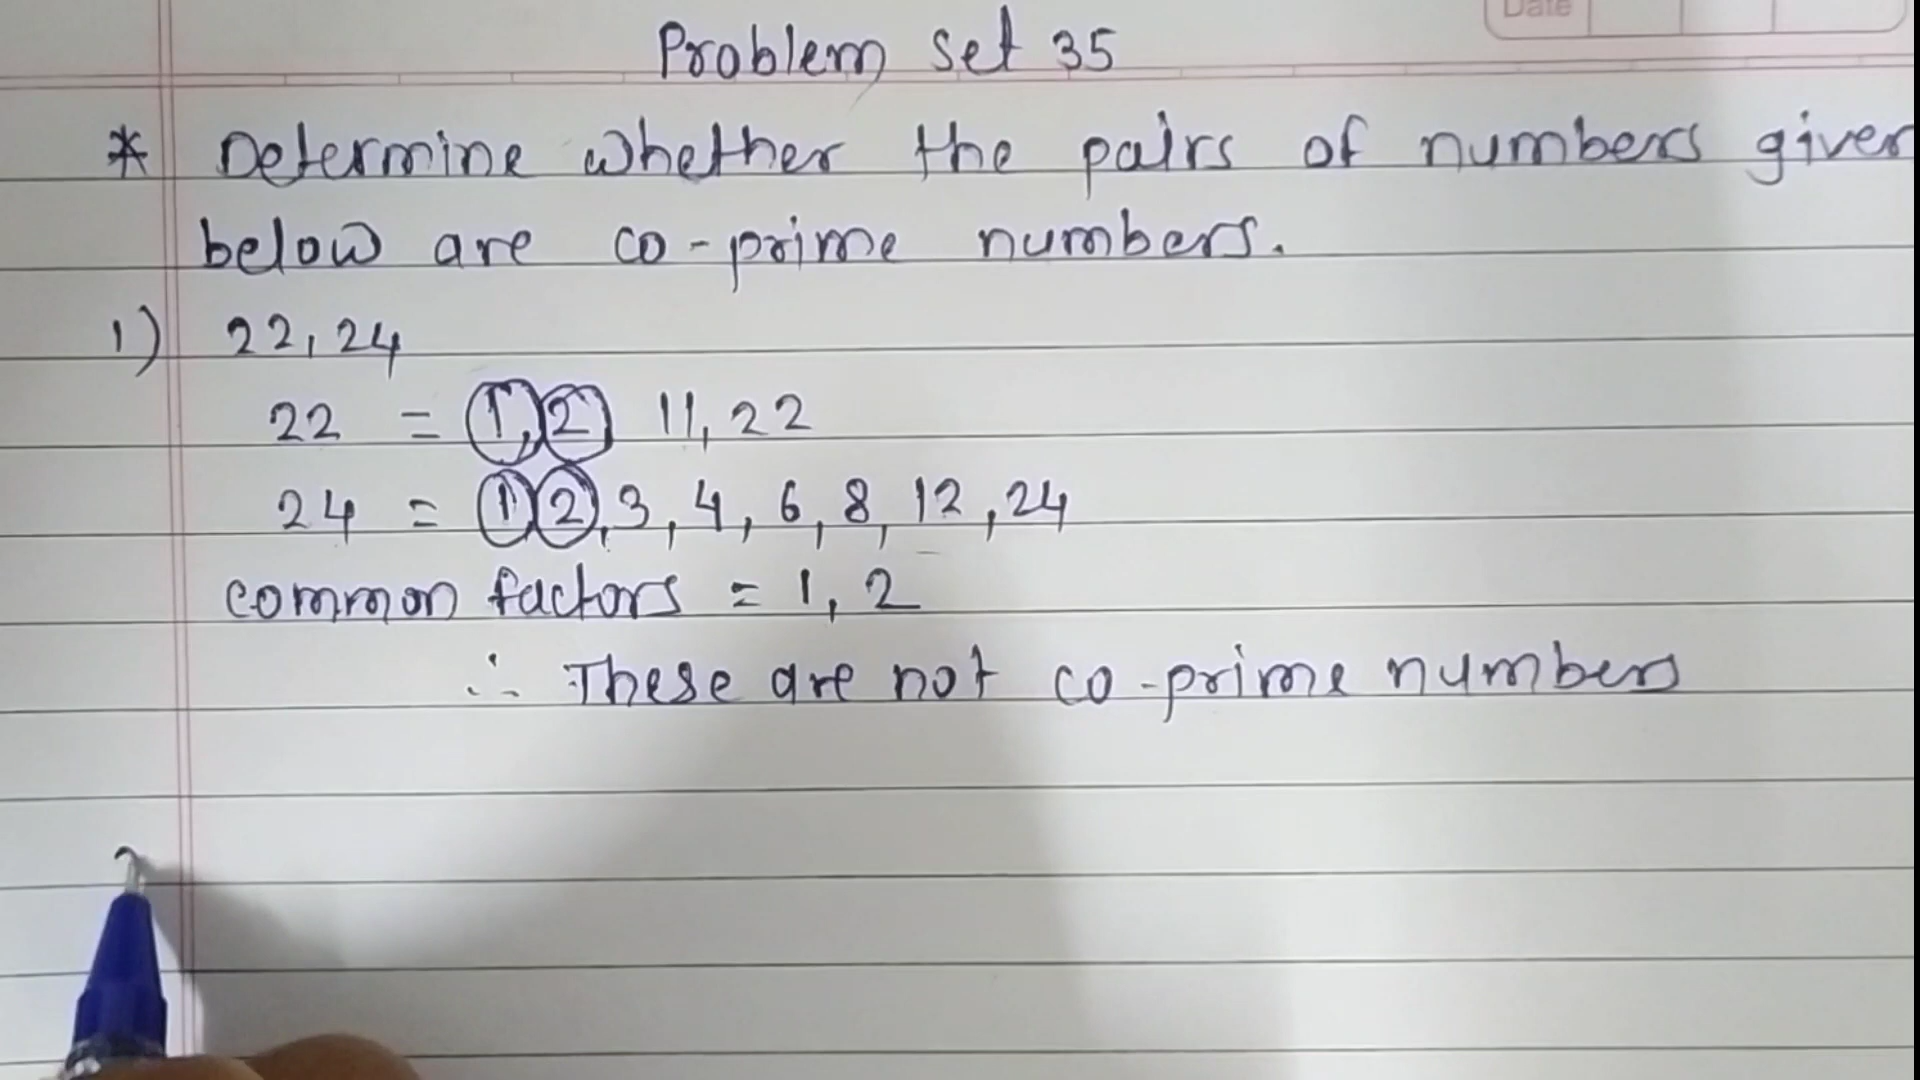 Date
Problem set 35
* Determine whether the pairs of numbers given
below are co-prime numbers.
1) 22, 24
22 = 1, 2 11, 22
24 = 1 2, 3, 4, 6, 8, 12, 24
common factors = 1, 2
∴ These are not co-prime numbers